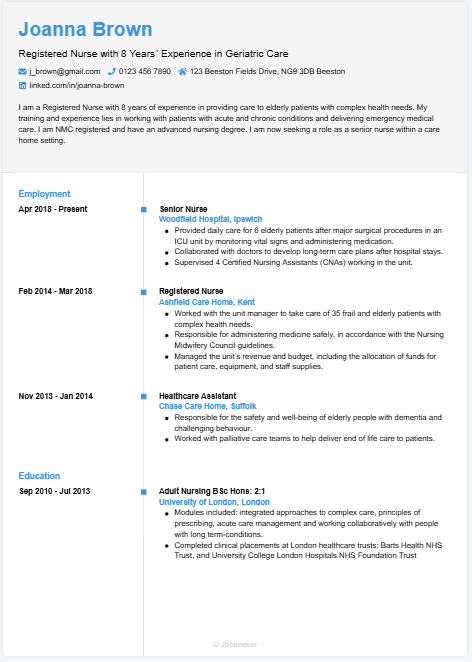 Joanna Brown
Registered Nurse with 8 Years' Experience in Geriatric Care
j_brown@gmail.com 0123 456 7890 123 Beeston Fields Drive, NG9 3DB Beeston
linked.com/in/joanna-brown
I am a Registered Nurse with 8 years of experience in providing care to elderly patients with complex health needs. My
training and experience lies in working with patients with acute and chronic conditions and delivering emergency medical
care. I am NMC registered and have an advanced nursing degree. I am now seeking a role as a senior nurse within a care
home setting.
Employment
Apr 2018 - Present
Senior Nurse
Woodfield Hospital, Ipswich
Provided daily care for 6 elderly patients after major surgical procedures in an
ICU unit by monitoring vital signs and administering medication.
Collaborated with doctors to develop long-term care plans after hospital stays.
Supervised 4 Certified Nursing Assistants (CNAs) working in the unit.
Feb 2014 - Mar 2018
Registered Nurse
Ashfield Care Home, Kent
Worked with the unit manager to take care of 35 frail and elderly patients with
complex health needs.
Responsible for administering medicine safely, in accordance with the Nursing
Midwifery Council guidelines.
Managed the unit's revenue and budget, including the allocation of funds for
patient care, equipment, and staff supplies.
Nov 2013 - Jan 2014
Healthcare Assistant
Chase Care Home, Suffolk
Responsible for the safety and well-being of elderly people with dementia and
challenging behaviour.
Worked with palliative care teams to help deliver end of life care to patients.
Education
Sep 2010 - Jul 2013
Adult Nursing BSc Hons: 2:1
University of London, London
Modules included: integrated approaches to complex care, principles of
prescribing, acute care management and working collaboratively with people
with long term-conditions.
Completed clinical placements at London healthcare trusts: Barts Health NHS
Trust, and University College London Hospitals NHS Foundation Trust
© Jobseeker